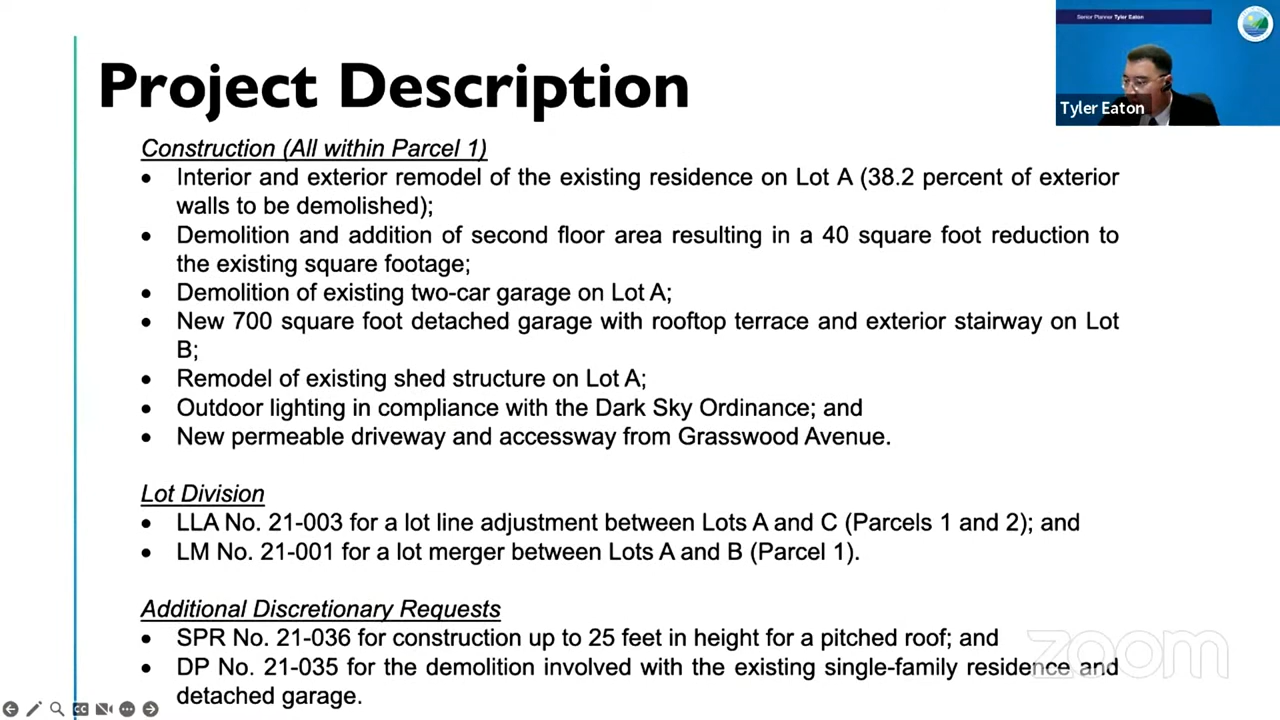 Senior Planner Tyler Eaton
Tyler Eaton
Project Description
Construction (All within Parcel 1)
• Interior and exterior remodel of the existing residence on Lot A (38.2 percent of exterior
walls to be demolished);
• Demolition and addition of second floor area resulting in a 40 square foot reduction to
the existing square footage;
• Demolition of existing two-car garage on Lot A;
• New 700 square foot detached garage with rooftop terrace and exterior stairway on Lot
B;
• Remodel of existing shed structure on Lot A;
• Outdoor lighting in compliance with the Dark Sky Ordinance; and
• New permeable driveway and accessway from Grasswood Avenue.
Lot Division
• LLA No. 21-003 for a lot line adjustment between Lots A and C (Parcels 1 and 2); and
• LM No. 21-001 for a lot merger between Lots A and B (Parcel 1).
Additional Discretionary Requests
• SPR No. 21-036 for construction up to 25 feet in height for a pitched roof; and
• DP No. 21-035 for the demolition involved with the existing single-family residence and
detached garage.
zoom
CC